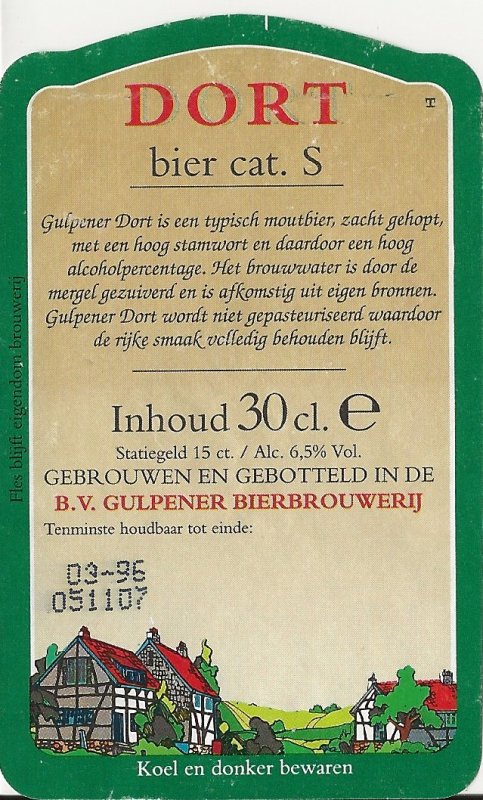 DORT
T
bier cat. S
Gulpener Dort is een typisch moutbier, zacht gehopt,
met een hoog stamwort en daardoor een hoog
alcoholpercentage. Het brouwwater is door de
mergel gezuiverd en is afkomstig uit eigen bronnen.
Gulpener Dort wordt niet gepasteuriseerd waardoor
de rijke smaak volledig behouden blijft.
Fles blijft eigendom brouwerij
Inhoud 30 cl. e
Statiegeld 15 ct. / Alc. 6,5% Vol.
GEBROUWEN EN GEBOTTELD IN DE
B.V. GULPENER BIERBROUWERIJ
Tenminste houdbaar tot einde:
03-96
051107
Koel en donker bewaren